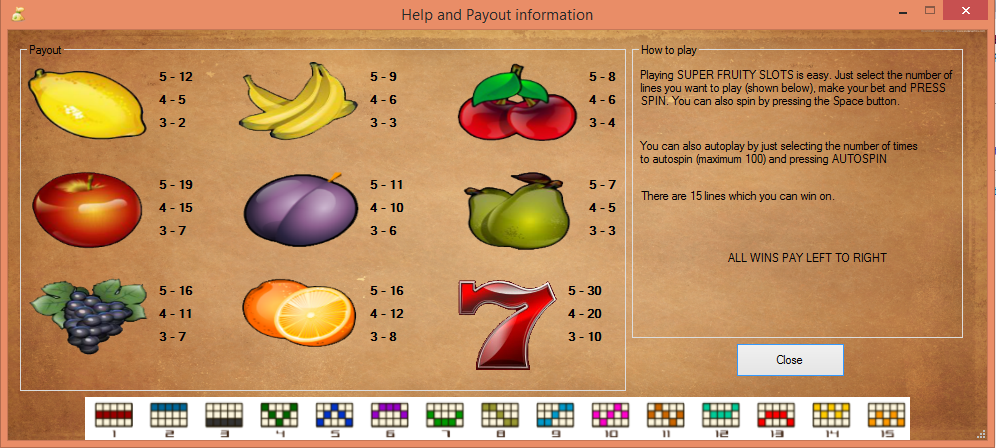 Help and Payout information
Payout
5 - 12
4 - 5
3 - 2
5 - 9
4 - 6
3 - 3
5 - 8
4 - 6
3 - 4
5 - 19
4 - 15
3 - 7
5 - 11
4 - 10
3 - 6
5 - 7
4 - 5
3 - 3
5 - 16
4 - 11
3 - 7
5 - 16
4 - 12
3 - 8
7
5 - 30
4 - 20
3 - 10
How to play
Playing SUPER FRUITY SLOTS is easy. Just select the number of
lines you want to play (shown below), make your bet and PRESS
SPIN. You can also spin by pressing the Space button.
You can also autoplay by just selecting the number of times
to autospin (maximum 100) and pressing AUTOSPIN
There are 15 lines which you can win on.
ALL WINS PAY LEFT TO RIGHT
Close
1 2 3 4 5 6 7 8 9 10 11 12 13 14 15